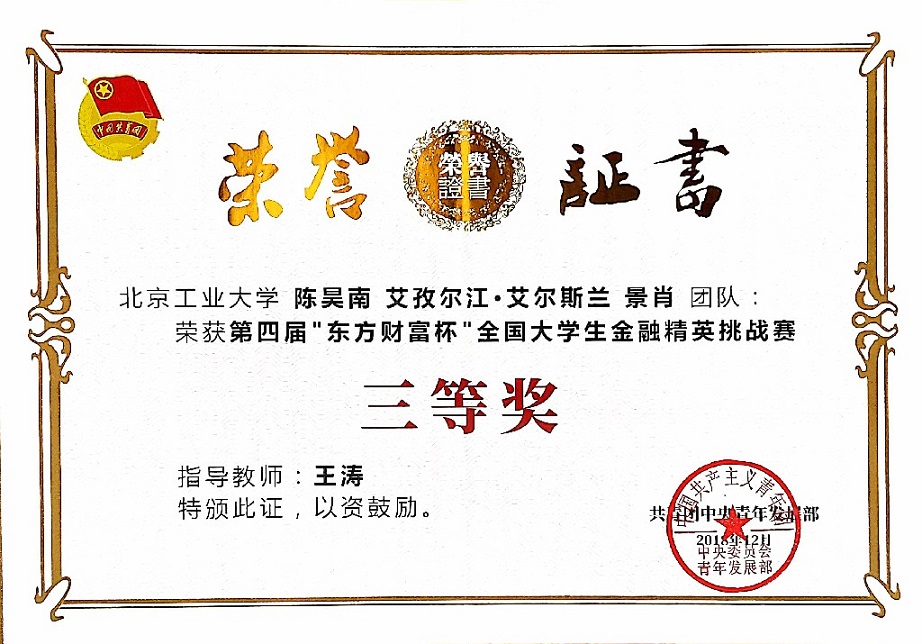 中国共青团
荣誉 証書
榮譽
證書
北京工业大学 陈昊南 艾孜尔江·艾尔斯兰 景肖 团队:
荣获第四届"东方财富杯"全国大学生金融精英挑战赛
三等奖
指导教师:王涛
特颁此证,以资鼓励。
共青团中央青年发展部
2018年12月
中国共产主义青年团
中央委员会
青年发展部